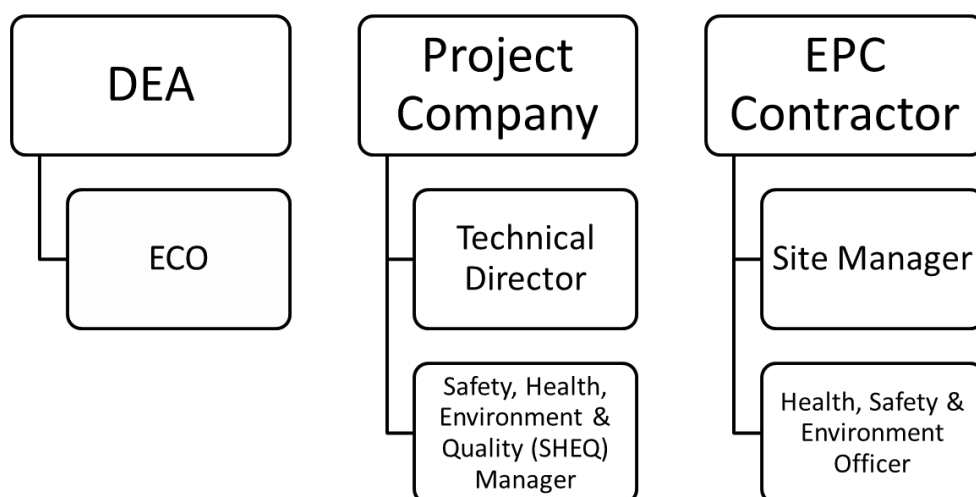 DEA
ECO
Project
Company
Technical
Director
Safety, Health,
Environment &
Quality (SHEQ)
Manager
EPC
Contractor
Site Manager
Health, Safety &
Environment
Officer